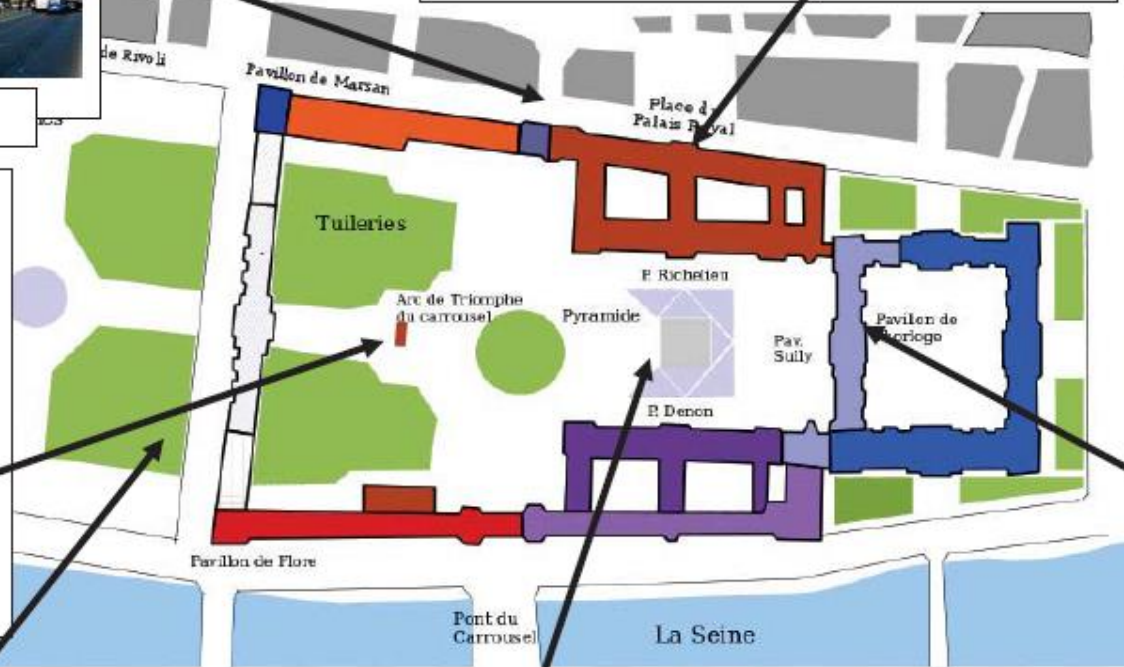 de Rivoli
Pavillon de Marsan
Place du
Palais Royal
Tuileries
P. Richelieu
Arc de Triomphe
du carrousel
Pyramide
Pavillon de
Pav.
Sully
P. Denon
Pavillon de Flore
Pont du
Carrousel
La Seine